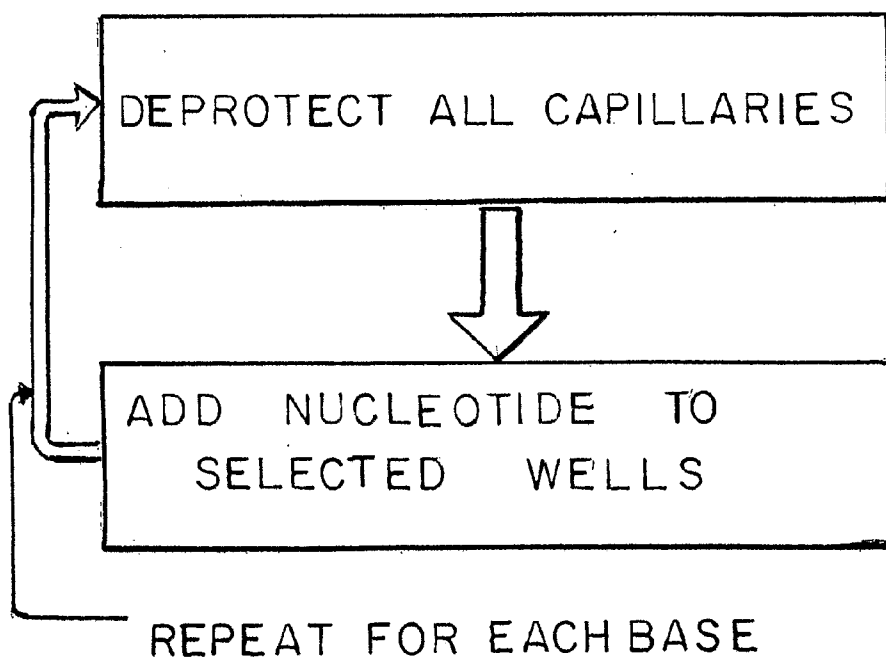 DEPROTECT ALL CAPILLARIES
ADD NUCLEOTIDE TO
SELECTED WELLS
REPEAT FOR EACH BASE